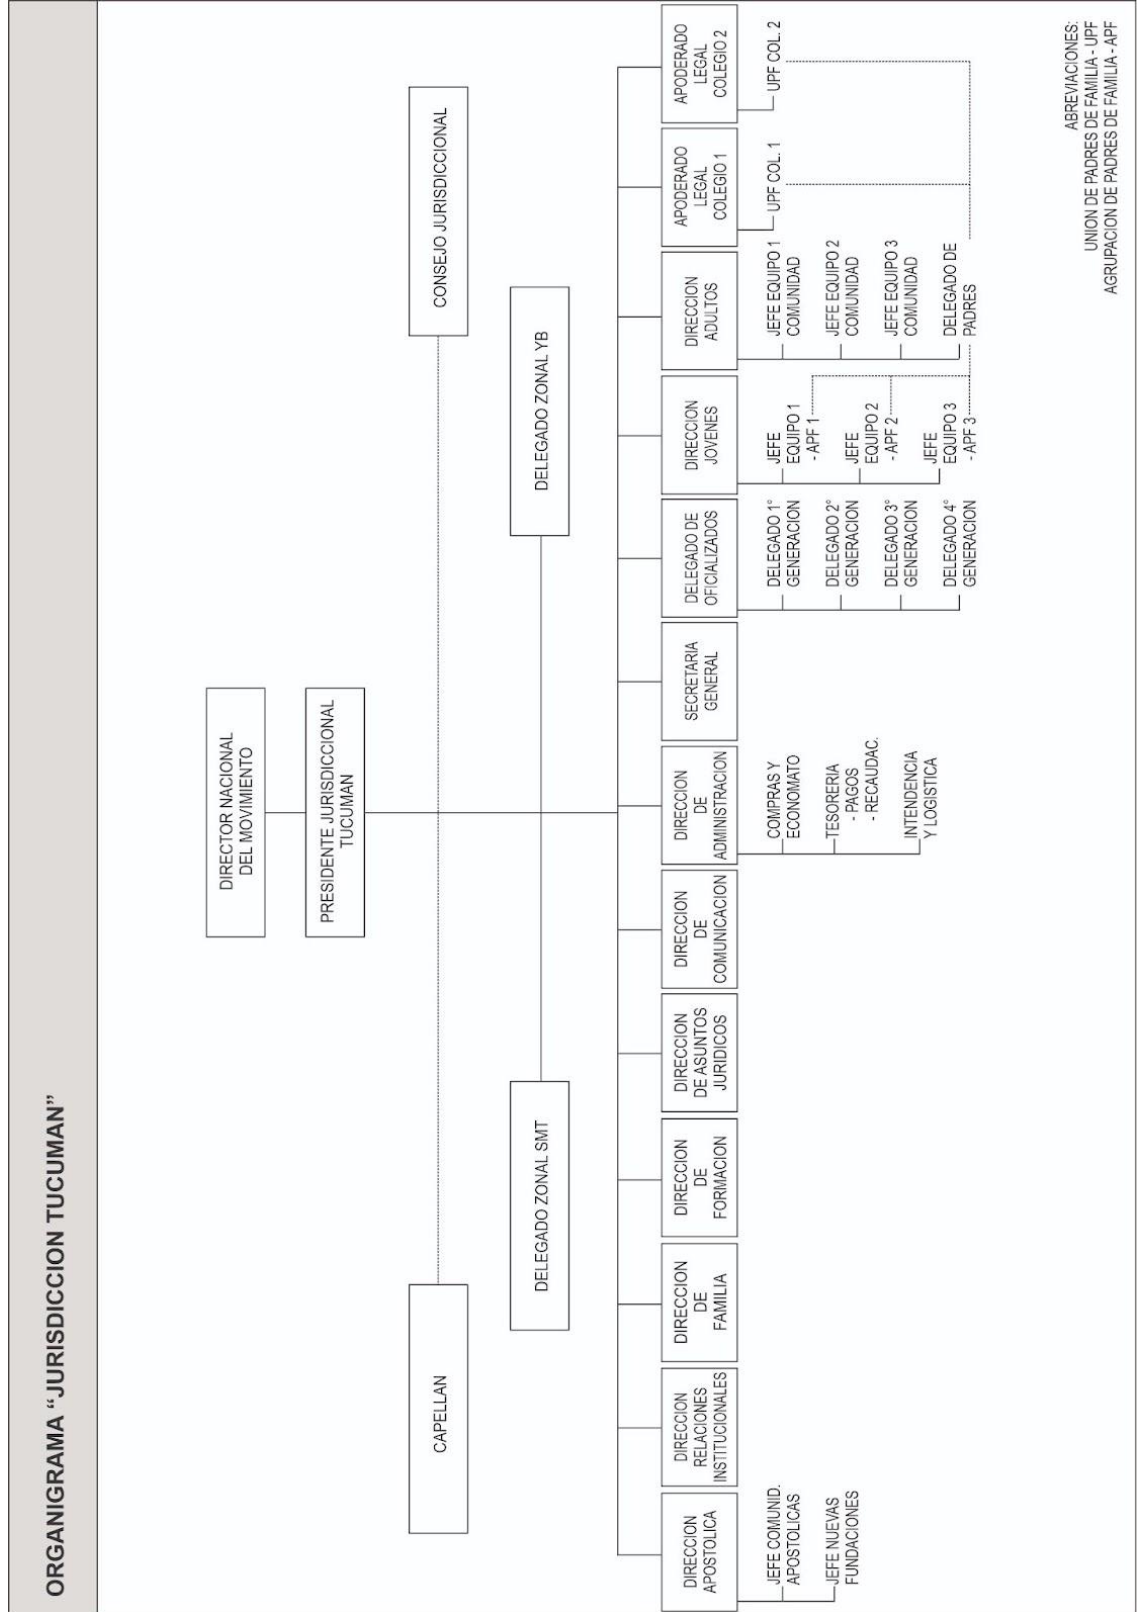 ORGANIGRAMA “JURISDICCION TUCUMAN”
DIRECTOR NACIONAL
DEL MOVIMIENTO
PRESIDENTE JURISDICCIONAL
TUCUMAN
CAPELLAN
CONSEJO JURISDICCIONAL
DELEGADO ZONAL SMT
DELEGADO ZONAL YB
DIRECCION
APOSTOLICA
JEFE COMUNID.
APOSTOLICAS
JEFE NUEVAS
FUNDACIONES
DIRECCION
RELACIONES
INSTITUCIONALES
DIRECCION
DE
FAMILIA
DIRECCION
DE
FORMACION
DIRECCION
DE ASUNTOS
JURIDICOS
DIRECCION
DE
COMUNICACION
DIRECCION
DE
ADMINISTRACION
COMPRAS Y
ECONOMATO
TESORERIA
- PAGOS
- RECAUDAC.
INTENDENCIA
Y LOGISTICA
SECRETARIA
GENERAL
DELEGADO DE
OFICIALIZADOS
DELEGADO 1°
GENERACION
DELEGADO 2°
GENERACION
DELEGADO 3°
GENERACION
DELEGADO 4°
GENERACION
DIRECCION
JOVENES
JEFE
EQUIPO 1
- APF 1
JEFE
EQUIPO 2
- APF 2
JEFE
EQUIPO 3
- APF 3
DIRECCION
ADULTOS
JEFE EQUIPO 1
COMUNIDAD
JEFE EQUIPO 2
COMUNIDAD
JEFE EQUIPO 3
COMUNIDAD
DELEGADO DE
PADRES
APODERADO
LEGAL
COLEGIO 1
UPF COL. 1
APODERADO
LEGAL
COLEGIO 2
UPF COL. 2
ABREVIACIONES:
UNION DE PADRES DE FAMILIA - UPF
AGRUPACION DE PADRES DE FAMILIA - APF